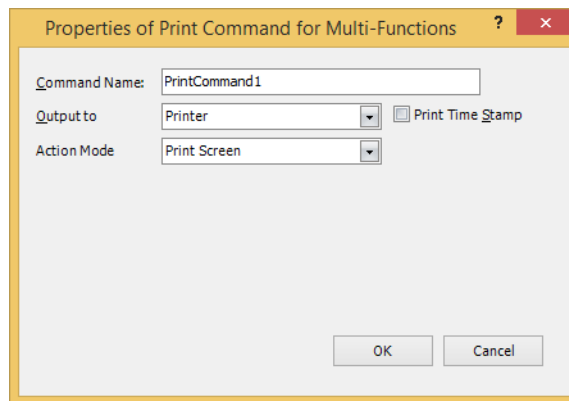 Properties of Print Command for Multi-Functions ? ×
Command Name: PrintCommand1
Output to Printer Print Time Stamp
Action Mode Print Screen
OK Cancel